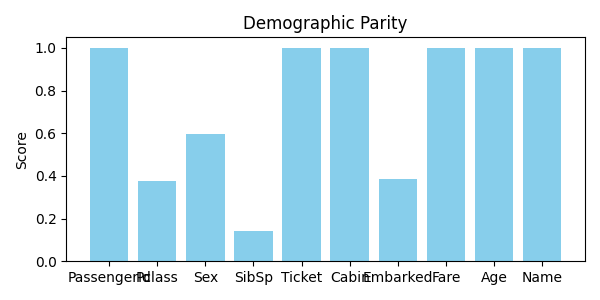 Demographic Parity
Score
1.0
0.8
0.6
0.4
0.2
0.0
PassengerId Pclass Sex SibSp Ticket Cabin Embarked Fare Age Name